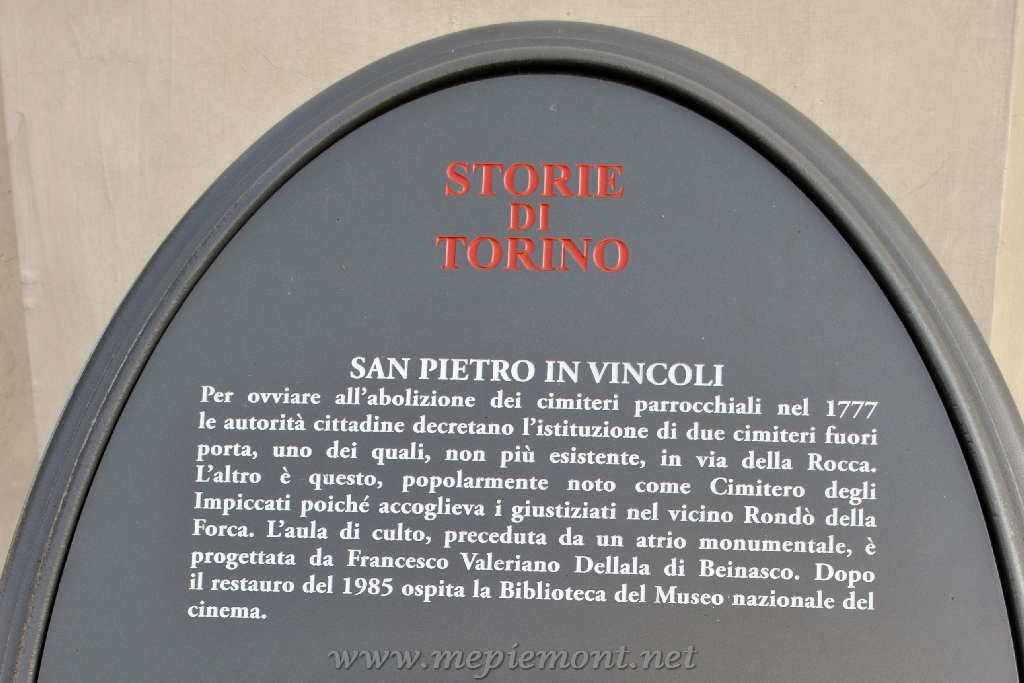 STORIE
DI
TORINO
SAN PIETRO IN VINCOLI
Per ovviare all'abolizione dei cimiteri parrocchiali nel 1777
le autorità cittadine decretano l'istituzione di due cimiteri fuori
porta, uno dei quali, non più esistente, in via della Rocca.
L'altro è questo, popolarmente noto come Cimitero degli
Impiccati poiché accoglieva i giustiziati nel vicino Rondò della
Forca. L'aula di culto, preceduta da un atrio monumentale, è
progettata da Francesco Valeriano Dellala di Beinasco. Dopo
il restauro del 1985 ospita la Biblioteca del Museo nazionale del
cinema.
www.mepiemont.net